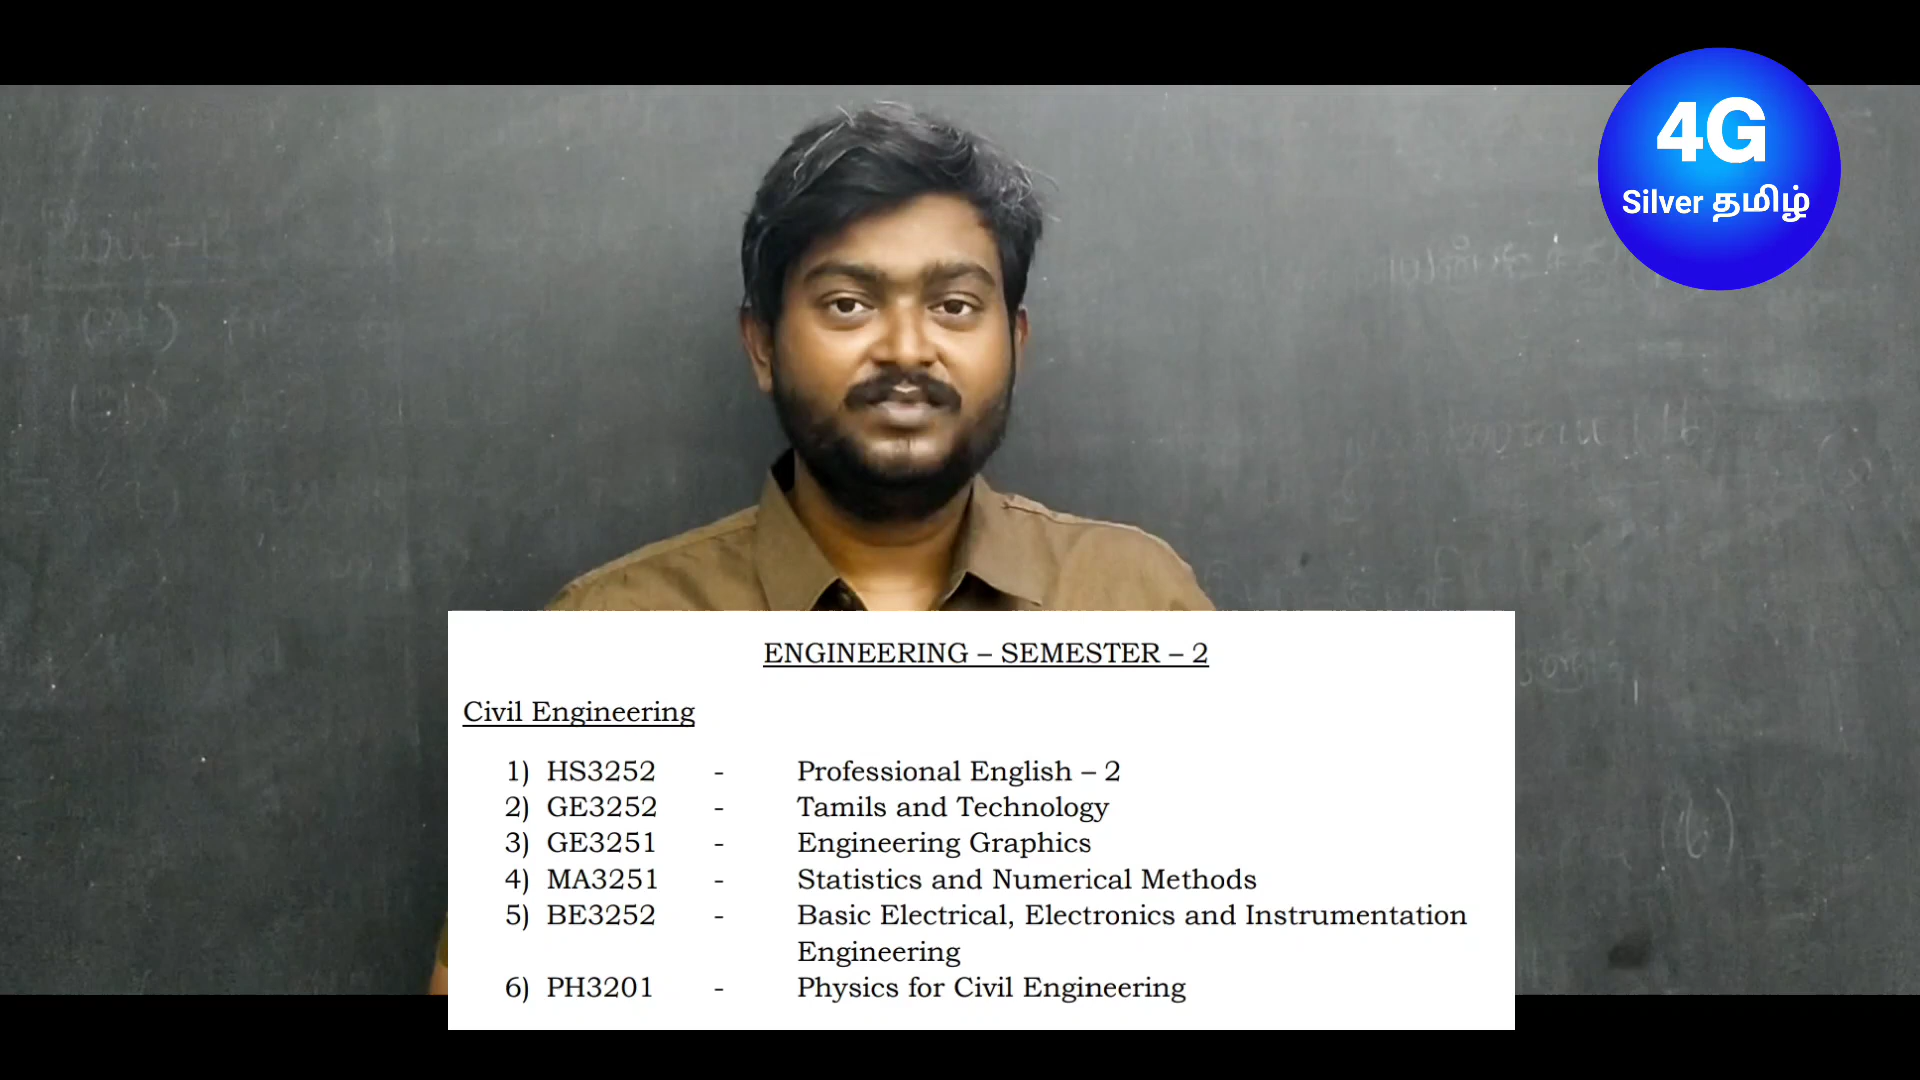 4G
Silver தமிழ்
ENGINEERING – SEMESTER – 2
Civil Engineering
1) HS3252 - Professional English – 2
2) GE3252 - Tamils and Technology
3) GE3251 - Engineering Graphics
4) MA3251 - Statistics and Numerical Methods
5) BE3252 - Basic Electrical, Electronics and Instrumentation
Engineering
6) PH3201 - Physics for Civil Engineering